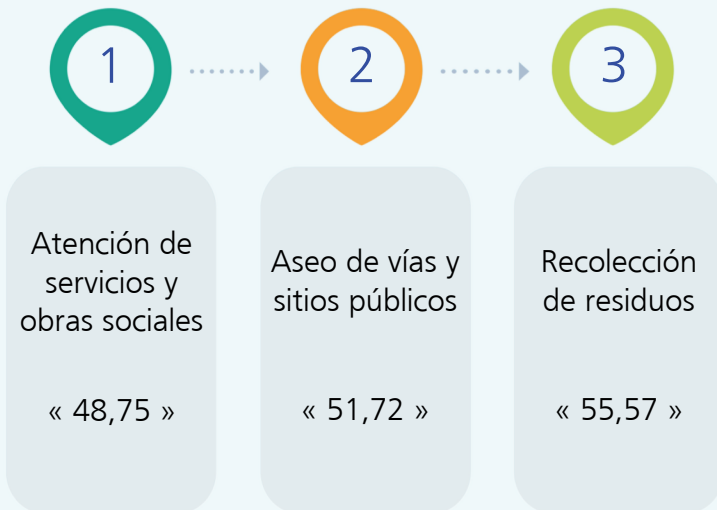 1
2
3
Atención de
servicios y
obras sociales
« 48,75 »
Aseo de vías y
sitios públicos
« 51,72 »
Recolección
de residuos
« 55,57 »